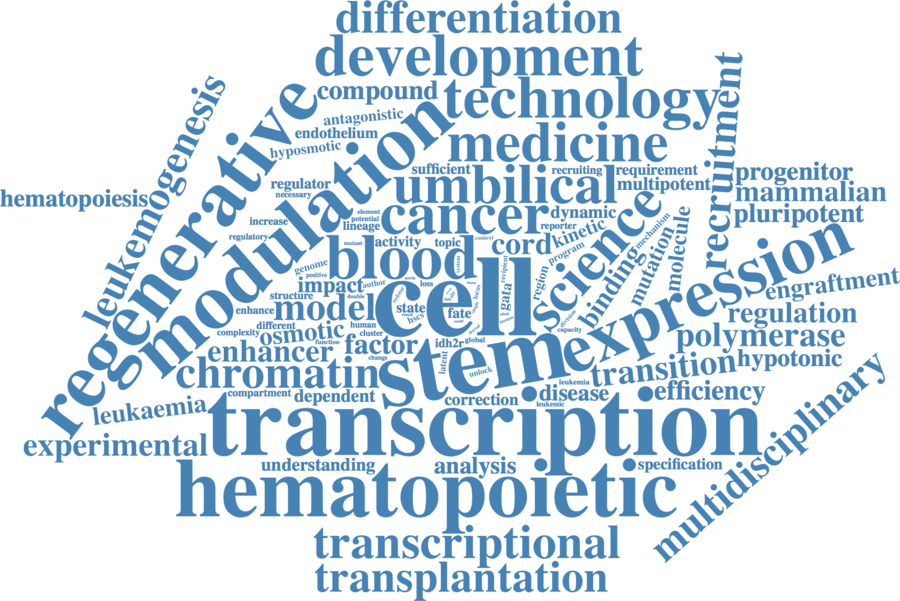 differentiation
development
compound
technology
antagonistic
endothelium
hyposmotic
medicine
recruitment
leukemogenesis
regenerative
modulation
sufficient
recruiting
requirement
progenitor
regulator
necessary
umbilical
multipotent
mammalian
hematopoiesis
element
potential
lineage
cancer
dynamic
reporter
pluripotent
increase
regulatory
mutant
activity
topic
context
cord
kinetic
science
mechanism
mutation
molecule
blood
system
program
binding
expression
genome
positive
impact
author
loss
cell
recipient
region
engraftment
structure
double
model
state
hscs
fate
locus
gata
division
capacity
regulation
enhance
different
complexity
osmotic
human
cluster
function
factor
idh2r
global
polymerase
enhancer
change
latent
stem
unlock
transition
hypotonic
chromatin
leukemia
compartment
dependent
correction
leukemic
disease
efficiency
leukaemia
transcription
experimental
multidisciplinary
understanding
analysis
specification
hematopoietic
transcriptional
transplantation